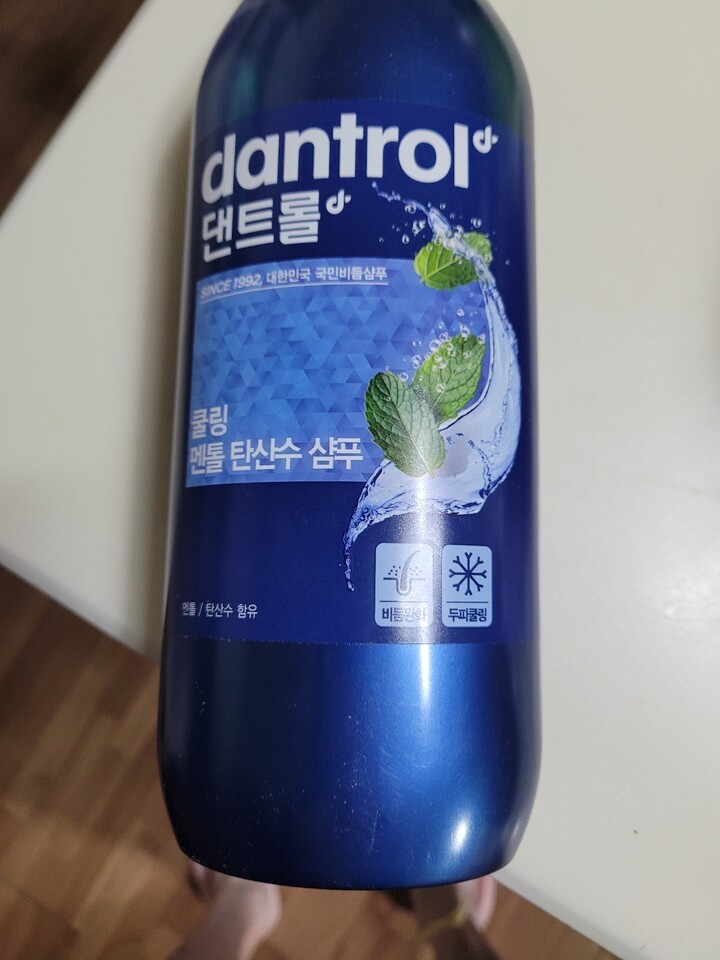 dantrol
댄트롤
SINCE 1992, 대한민국 국민비듬샴푸
쿨링
멘톨 탄산수 샴푸
비듬완화
두피쿨링
멘톨 / 탄산수 함유